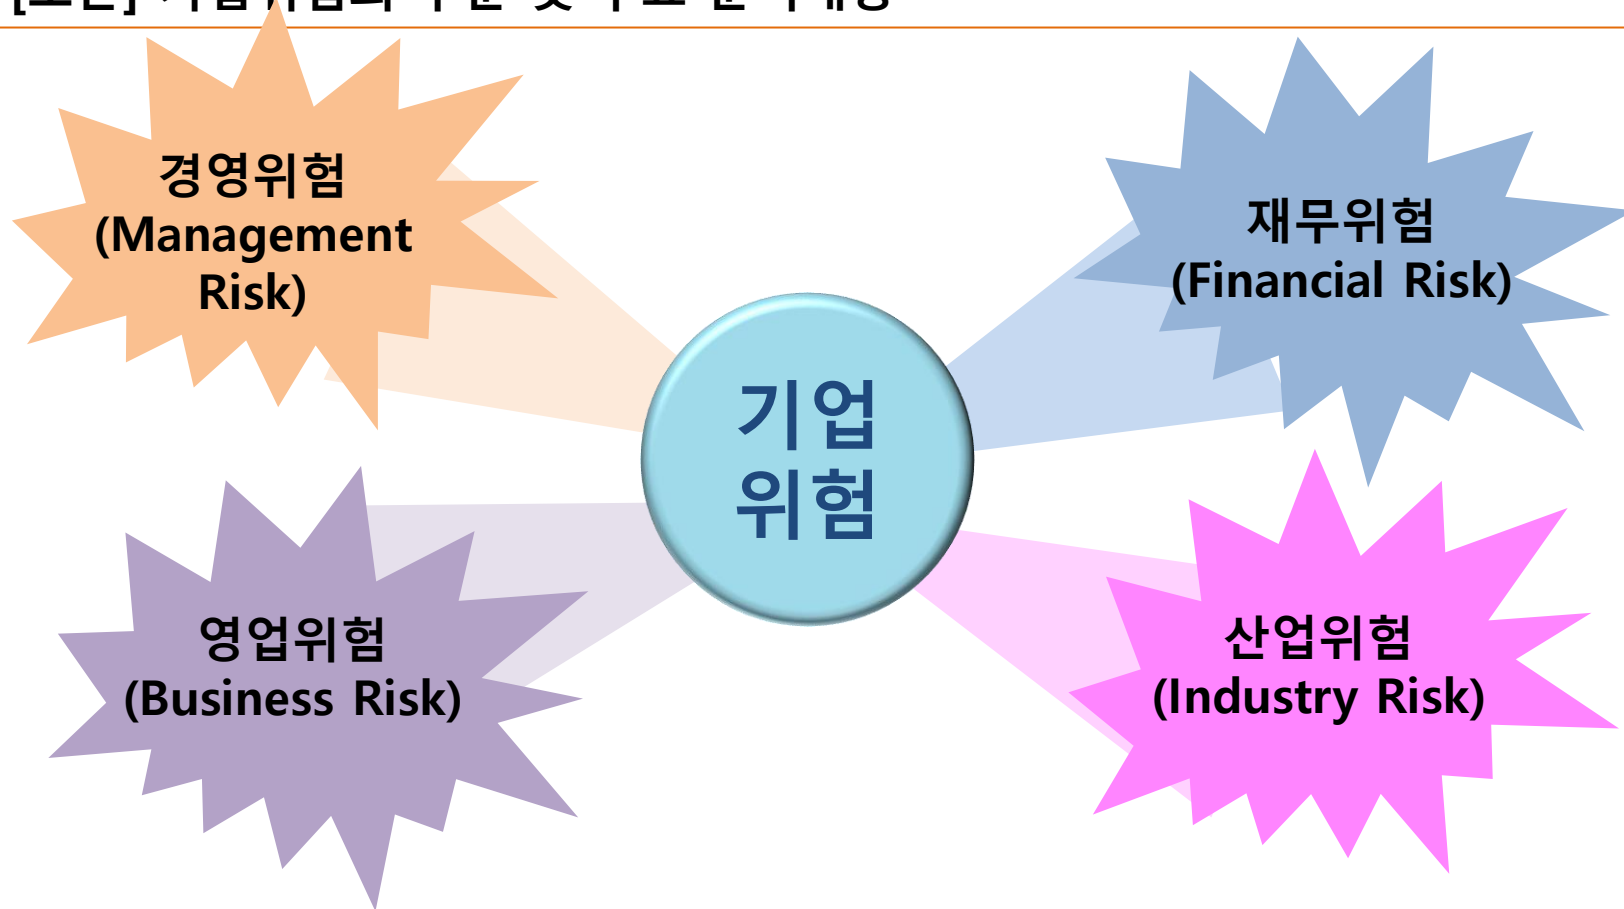 경영위험
(Management
Risk)
재무위험
(Financial Risk)
기업
위험
영업위험
(Business Risk)
산업위험
(Industry Risk)